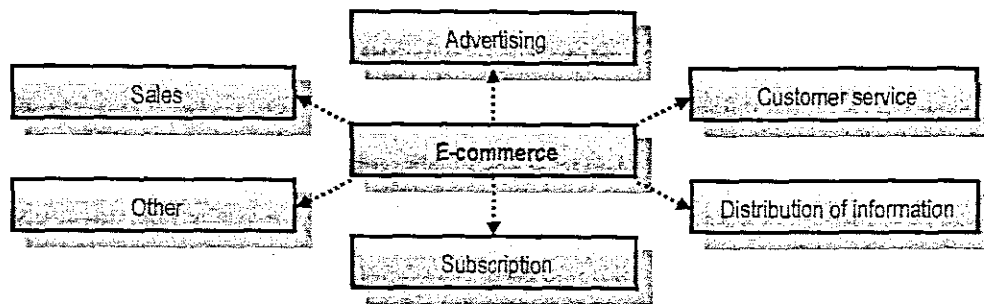 Advertising
Sales
Customer service
E-commerce
Other
Distribution of information
Subscription